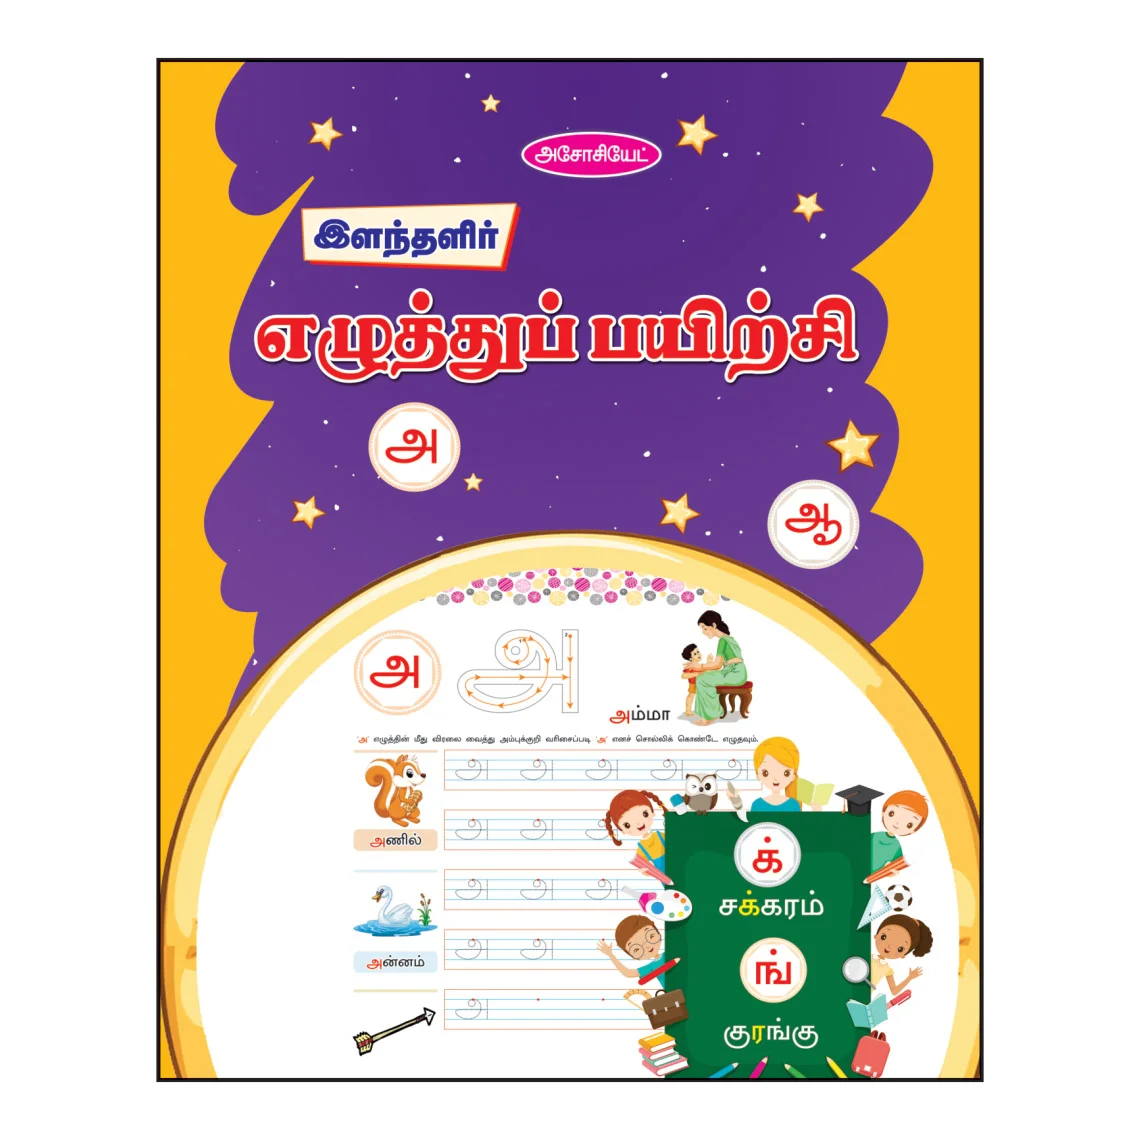 அசோசியேட்
இளந்தளிர்
எழுத்துப் பயிற்சி
அ
ஆ
அ
அ
அம்மா
'அ' எழுத்தின் மீது விரலை வைத்து அம்புக்குறி வரிசைப்படி 'அ' எனச் சொல்லிக் கொண்டே எழுதவும்.
அ அ அ அ அ
அணில்
அ அ அ
அ அ அ
அன்னம்
அ அ
அ
க்
சக்கரம்
ங்
குரங்கு